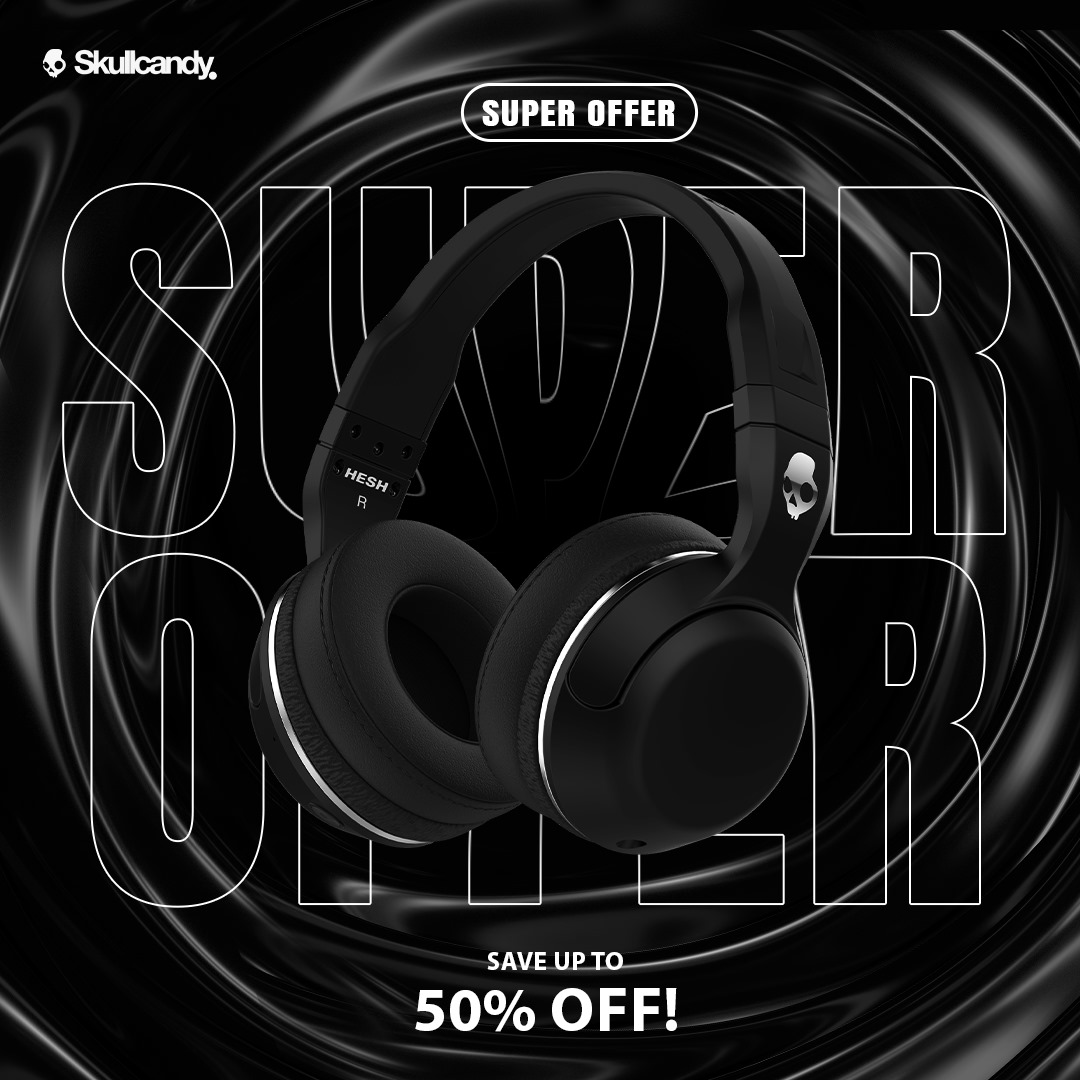 Skullcandy.
SUPER OFFER
SUPER
HESH
R
OFFER
SAVE UP TO
50% OFF!